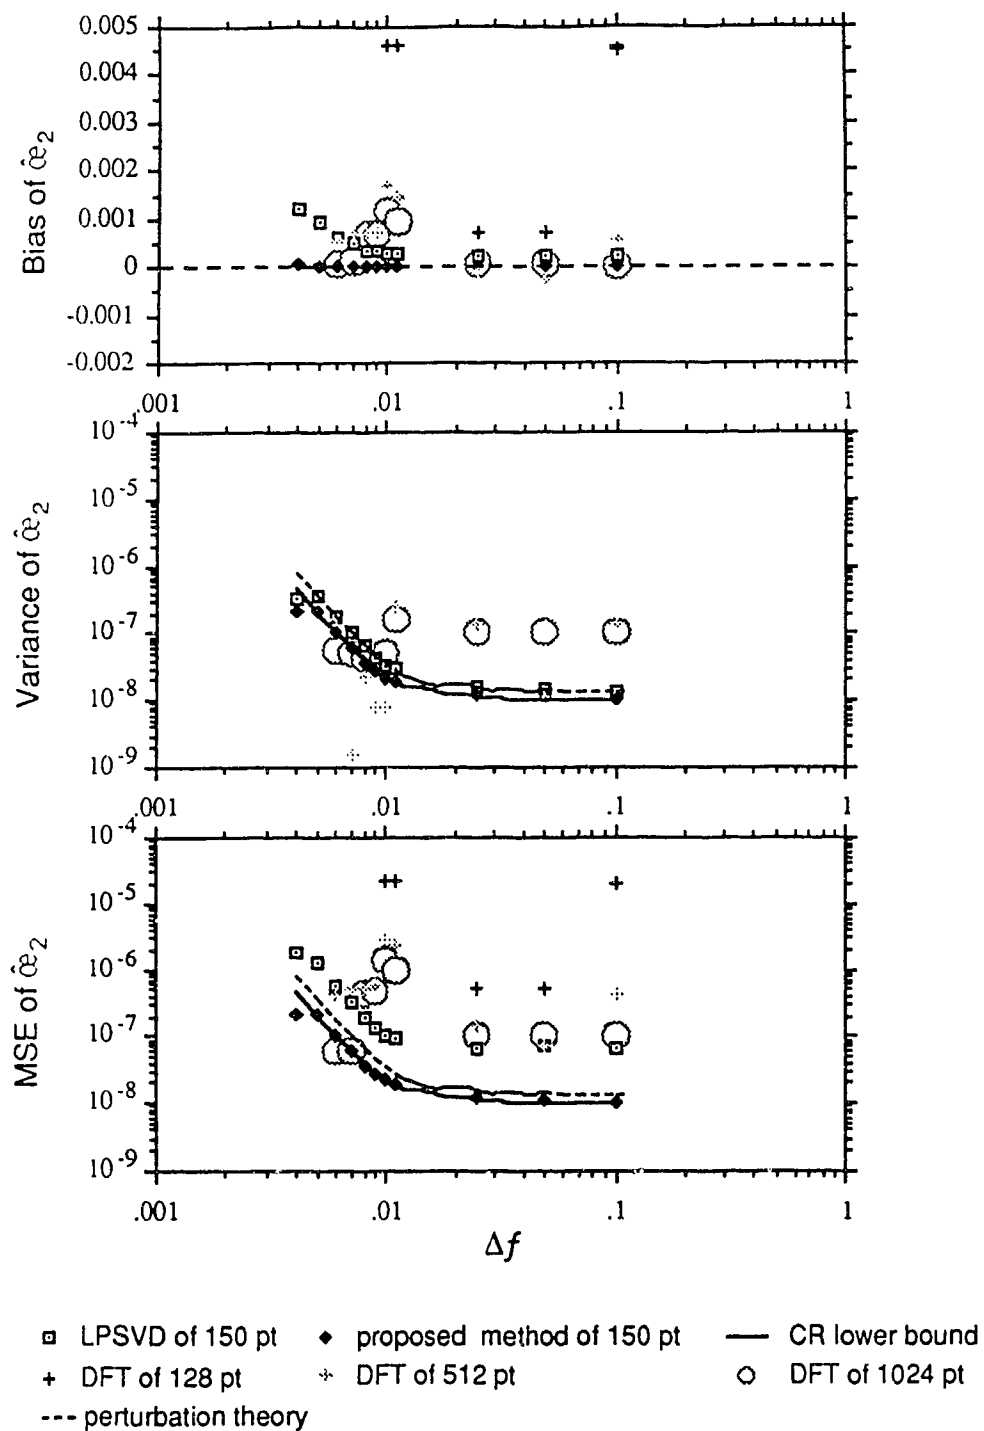 0.005
0.004
0.003
0.002
0.001
0
-0.001
-0.002
Bias of œ̂2
.001 .01 .1 1
10-4
10-5
10-6
10-7
10-8
10-9
Variance of œ̂2
.001 .01 .1 1
10-4
10-5
10-6
10-7
10-8
10-9
MSE of œ̂2
.001 .01 .1 1
Δf
LPSVD of 150 pt proposed method of 150 pt CR lower bound
DFT of 128 pt DFT of 512 pt DFT of 1024 pt
perturbation theory